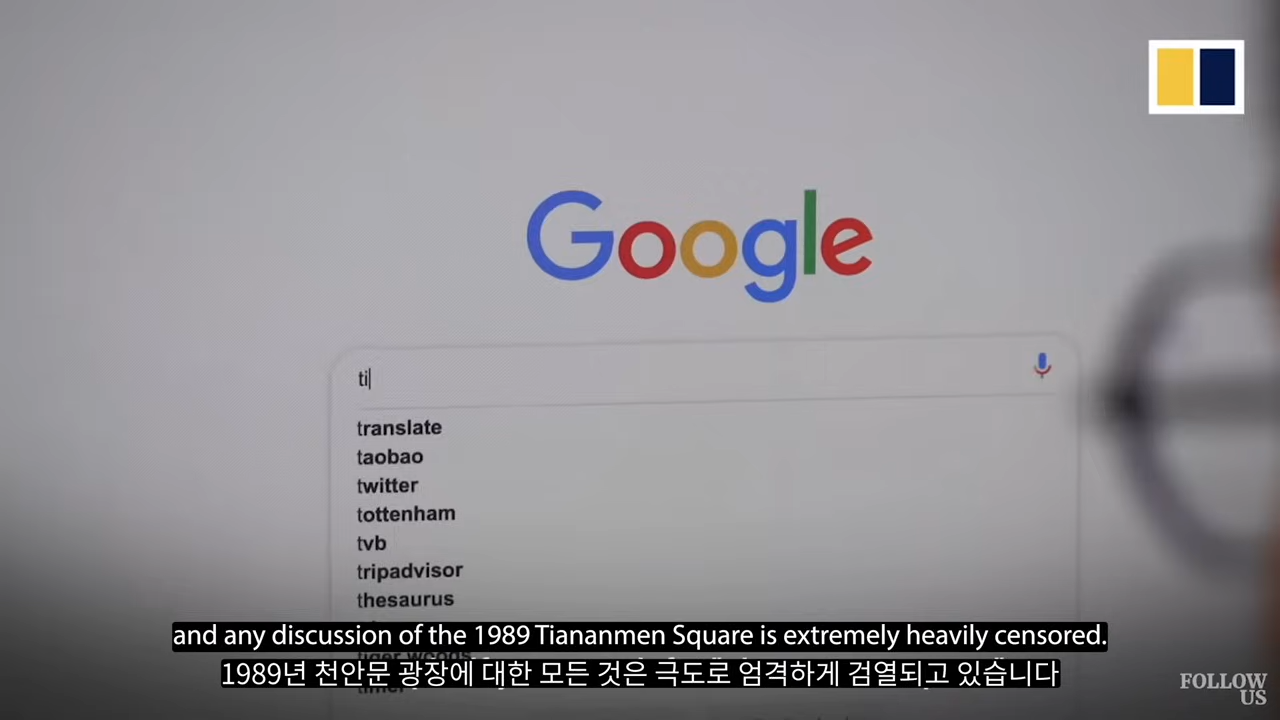 Google
ti
translate
taobao
twitter
tottenham
tvb
tripadvisor
thesaurus
and any discussion of the 1989 Tiananmen Square is extremely heavily censored.
1989년 천안문 광장에 대한 모든 것은 극도로 엄격하게 검열되고 있습니다
FOLLOW
US